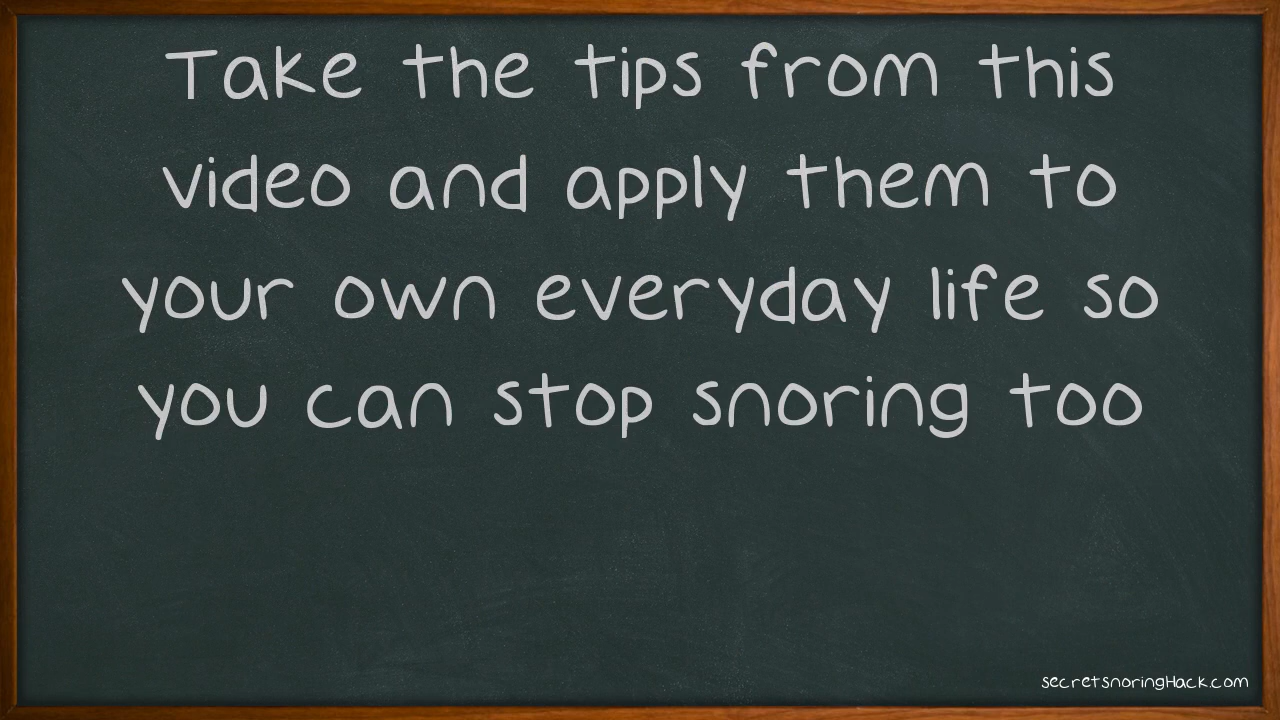 Take the tips from this
video and apply them to
your own everyday life so
you can stop snoring too
secretsnoringHack.com